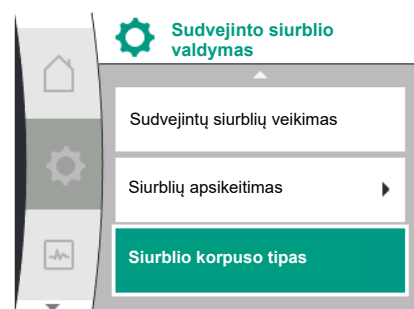 Sudvejinto siurblio
valdymas
Sudvejintų siurblių veikimas
Siurblių apsikeitimas
Siurblio korpuso tipas